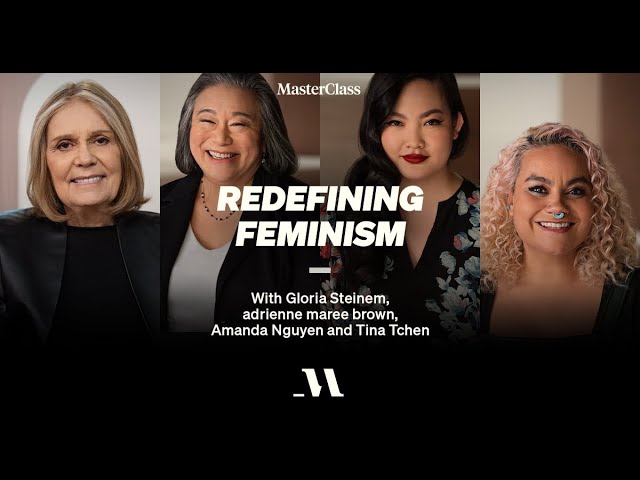 MasterClass
REDEFINING
FEMINISM
With Gloria Steinem,
adrienne maree brown,
Amanda Nguyen and Tina Tchen
M